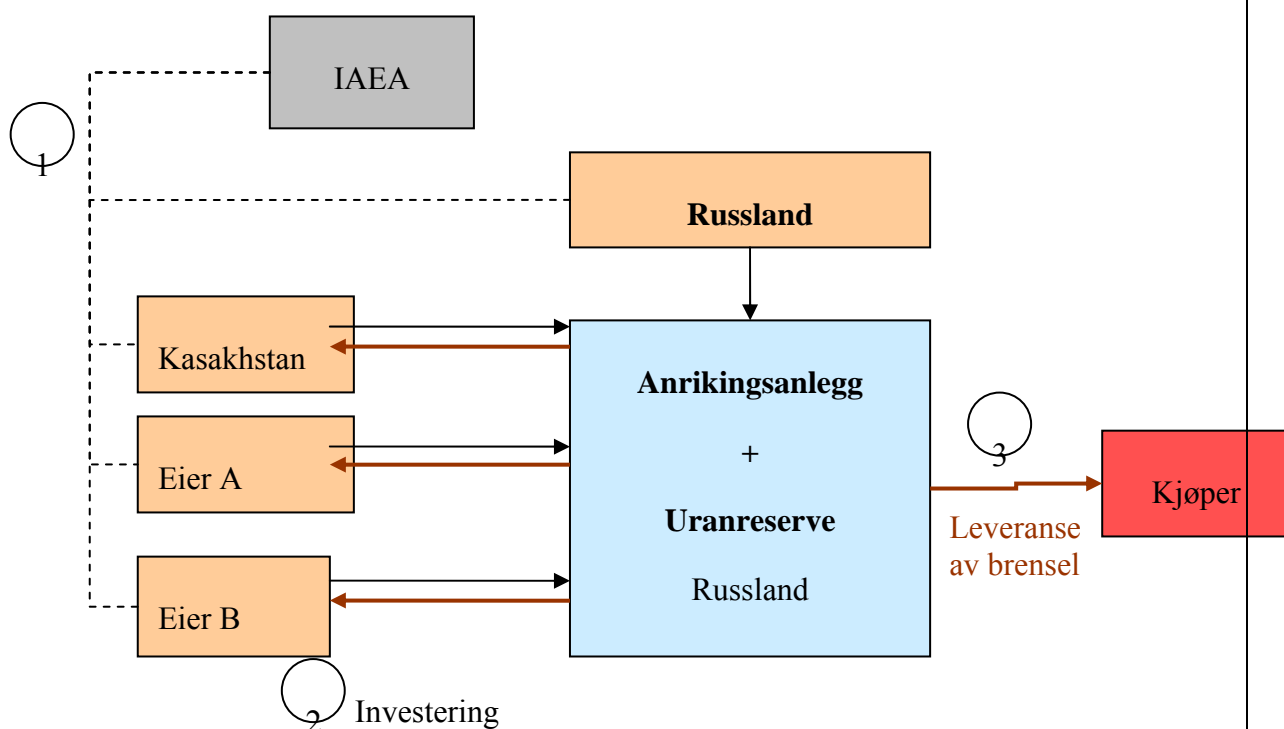 IAEA
1
Russland
Kasakhstan
Anrikingsanlegg
+
Eier A
3
Uranreserve
Kjøper
Leveranse
av brensel
Russland
Eier B
2
Investering